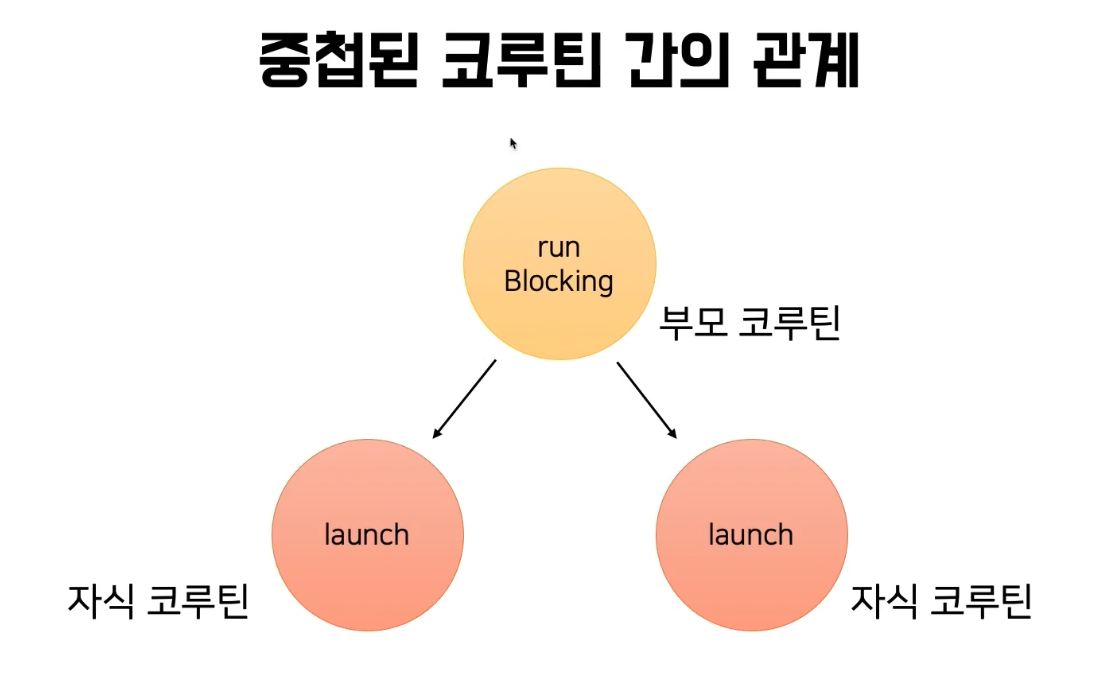 중첩된 코루틴 간의 관계
run
Blocking
부모 코루틴
launch
launch
자식 코루틴
자식 코루틴